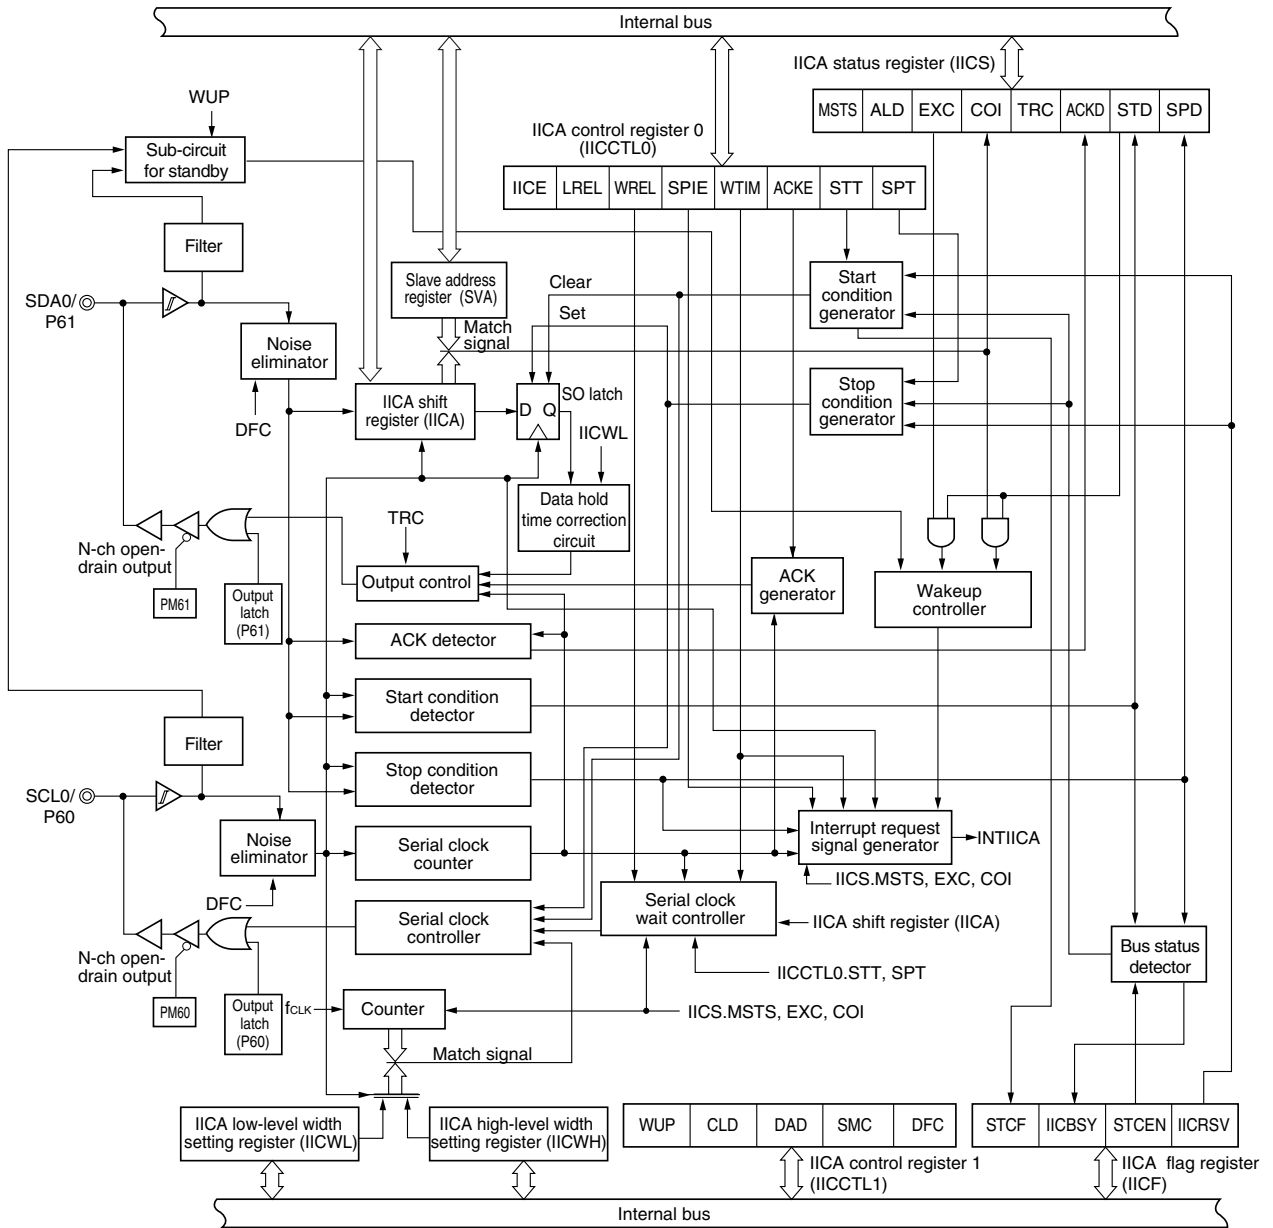 Internal bus
IICA status register (IICS)
MSTS ALD EXC COI TRC ACKD STD SPD
WUP
Sub-circuit
for standby
IICA control register 0
(IICCTL0)
IICE LREL WREL SPIE WTIM ACKE STT SPT
Filter
SDA0/
P61
Slave address
register (SVA)
Clear
Start
condition
generator
Set
Match
signal
Noise
eliminator
DFC
IICA shift
register (IICA)
D Q
SO latch
Stop
condition
generator
IICWL
Data hold
time correction
circuit
TRC
N-ch open-
drain output
PM61
Output
latch
(P61)
Output control
ACK
generator
Wakeup
controller
ACK detector
Start condition
detector
Filter
Stop condition
detector
SCL0/
P60
Noise
eliminator
DFC
Serial clock
counter
Interrupt request
signal generator
INTIICA
IICS.MSTS, EXC, COI
Serial clock
wait controller
IICA shift register (IICA)
Serial clock
controller
N-ch open-
drain output
PM60
Output
latch
(P60)
IICCTL0.STT, SPT
Bus status
detector
fCLK
Counter
IICS.MSTS, EXC, COI
Match signal
IICA low-level width
setting register (IICWL)
IICA high-level width
setting register (IICWH)
WUP CLD DAD SMC DFC
STCF IICBSY STCEN IICRSV
IICA control register 1
(IICCTL1)
IICA flag register
(IICF)
Internal bus